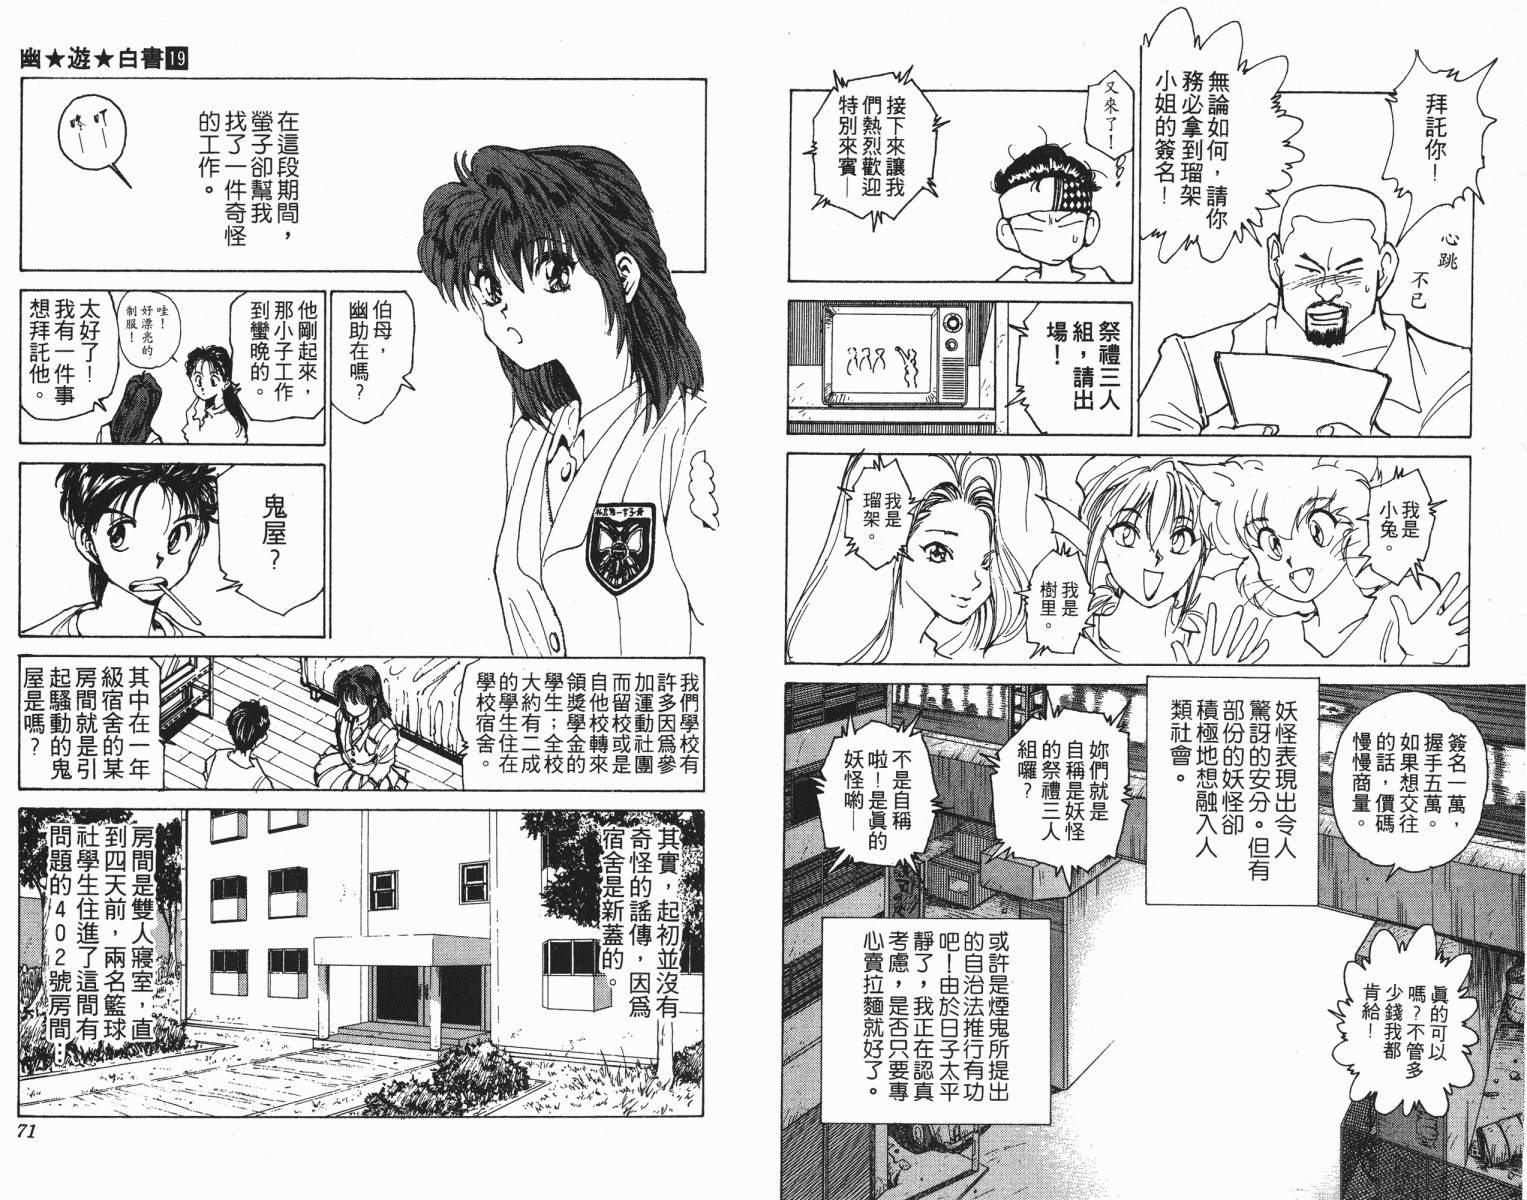 拜託你！
心跳
不已
無論如何，請你
務必拿到瑠架
小姐的簽名！
又來了！
接下來讓我
們熱烈歡迎
特別來賓—
祭禮三人
組，請出
場！
我是
小兔。
我是
樹里。
我是
瑠架。
簽名一萬，
握手五萬。
如果想交往
的話，價碼
慢慢商量。
妖怪表現出令人
驚訝的安分。但有
部份的妖怪卻
積極地想融入人
類社會。
妳們就是
自稱是妖怪
的祭禮三人
組囉？
不是自稱
啦！是眞的
妖怪喲—
眞的可以
嗎？不管多
少錢我都
肯給！
或許是煙鬼所提出
的自治法推行有功
吧！由於日子太平
靜了，我正在認真
考慮，是否只要專
心賣拉麵就好了。
幽★遊★白書19
在這段期間，
螢子卻幫我
找了一件奇怪
的工作。
叮—
咚—
伯母，
幽助在嗎？
他剛起來，
那小子工作
到蠻晚的。
哇！
好漂亮的
制服！
太好了！
我有一件事
想拜託他。
鬼屋？
我們學校有
許多因爲參
加運動社團
而留校或是
自他校轉來
領獎學金的
學生；全校
大約有二成
的學生住在
學校宿舍。
其中在一年
級宿舍的某
房間就是引
起騷動的鬼
屋是嗎？
其實，起初並沒有
奇怪的謠傳，因爲
宿舍是新蓋的。
房間是雙人寢室，直
到四天前，兩名籃球
社學生住進了這間有
問題的402號房間…
71